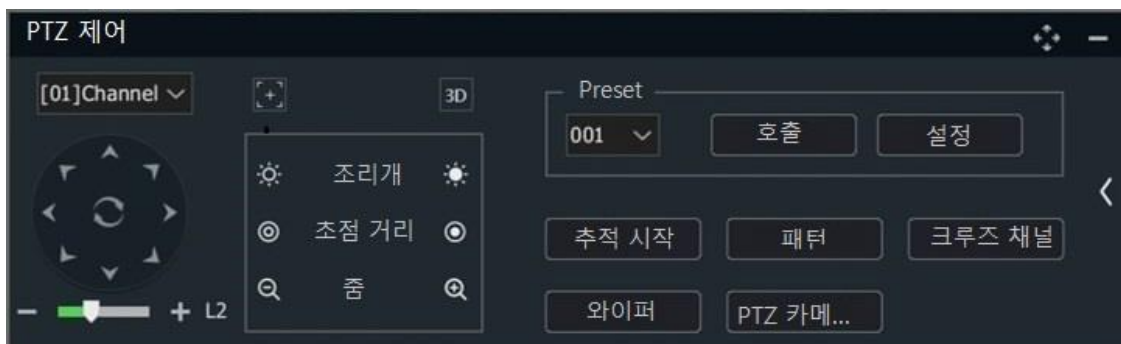 PTZ 제어
[01]Channel
3D
조리개
초점 거리
줌
L2
Preset
001
호출
설정
추적 시작
패턴
크루즈 채널
와이퍼
PTZ 카메...